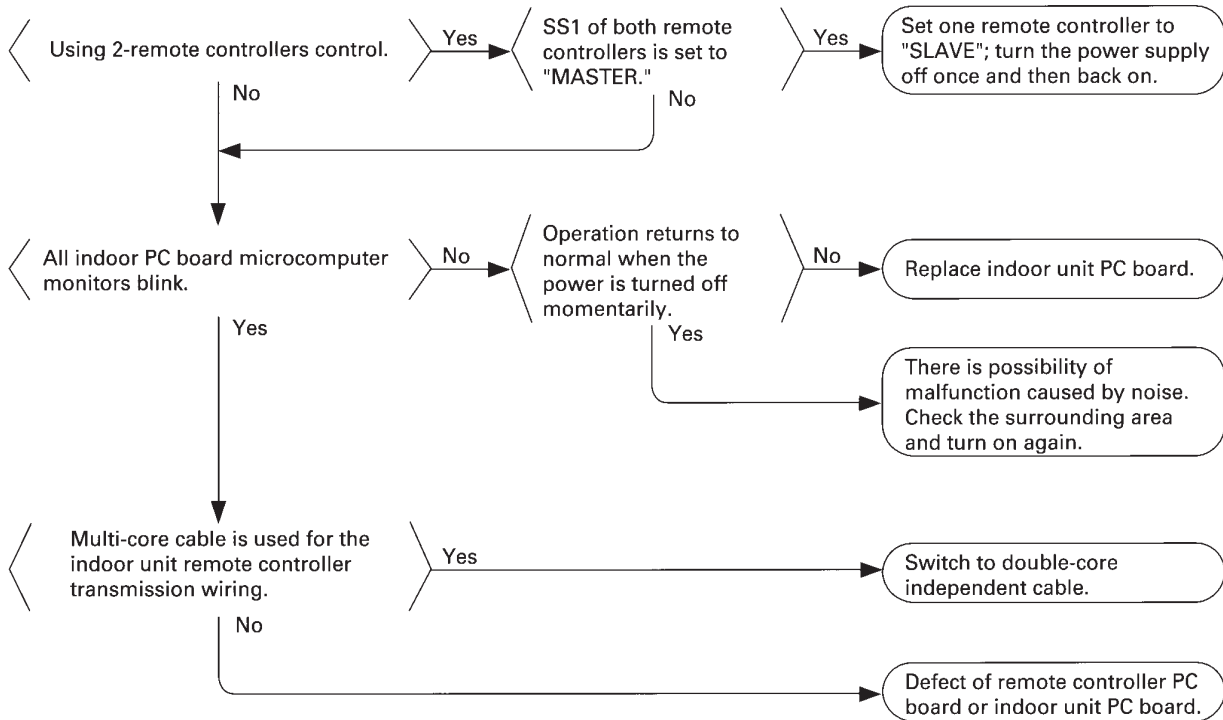 Using 2-remote controllers control.
Yes
SS1 of both remote
controllers is set to
"MASTER."
Yes
Set one remote controller to
"SLAVE"; turn the power supply
off once and then back on.
No
No
All indoor PC board microcomputer
monitors blink.
No
Operation returns to
normal when the
power is turned off
momentarily.
No
Replace indoor unit PC board.
Yes
Yes
There is possibility of
malfunction caused by noise.
Check the surrounding area
and turn on again.
Multi-core cable is used for the
indoor unit remote controller
transmission wiring.
Yes
Switch to double-core
independent cable.
No
Defect of remote controller PC
board or indoor unit PC board.